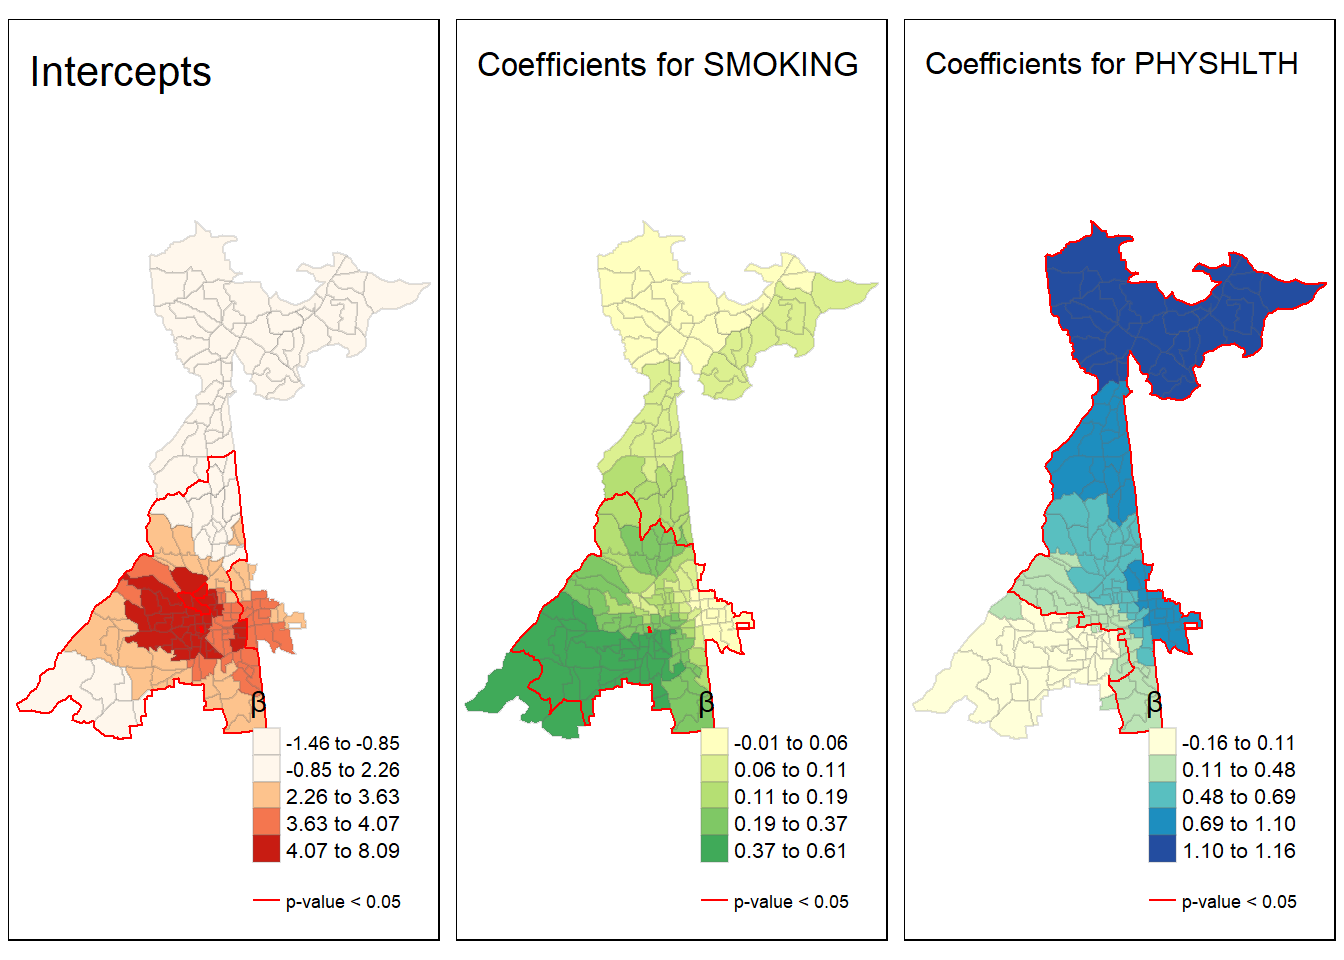 Intercepts
β
-1.46 to -0.85
-0.85 to 2.26
2.26 to 3.63
3.63 to 4.07
4.07 to 8.09
p-value < 0.05
Coefficients for SMOKING
β
-0.01 to 0.06
0.06 to 0.11
0.11 to 0.19
0.19 to 0.37
0.37 to 0.61
p-value < 0.05
Coefficients for PHYSHLTH
β
-0.16 to 0.11
0.11 to 0.48
0.48 to 0.69
0.69 to 1.10
1.10 to 1.16
p-value < 0.05